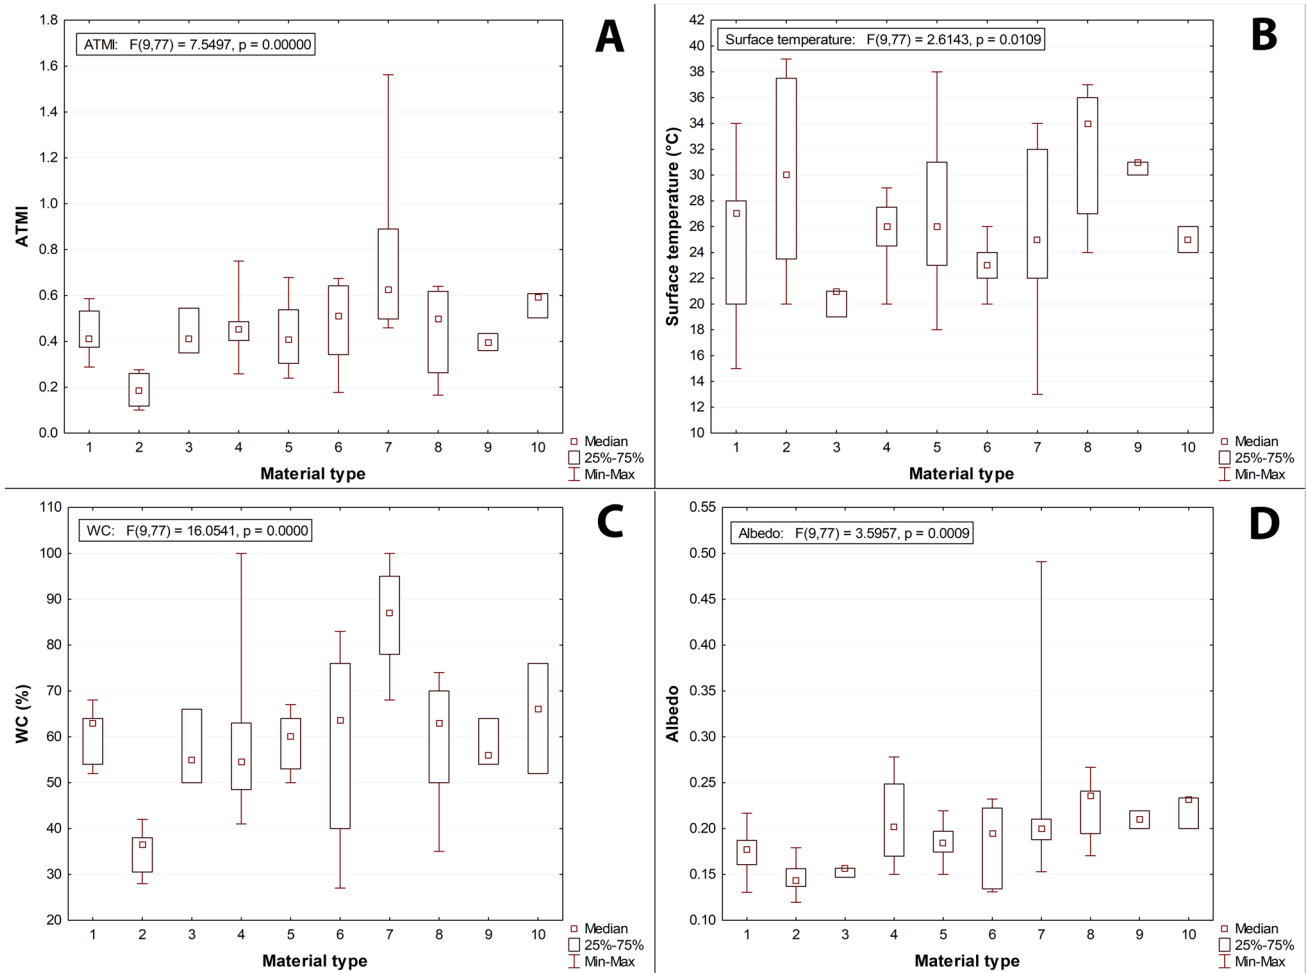 A
ATMI: F(9,77) = 7.5497, p = 0.00000
1.8
1.6
1.4
1.2
1.0
0.8
0.6
0.4
0.2
0.0
ATMI
1 2 3 4 5 6 7 8 9 10
Material type
Median
25%-75%
Min-Max
B
Surface temperature: F(9,77) = 2.6143, p = 0.0109
42
40
38
36
34
32
30
28
26
24
22
20
18
16
14
12
10
Surface temperature (°C)
1 2 3 4 5 6 7 8 9 10
Material type
Median
25%-75%
Min-Max
C
WC: F(9,77) = 16.0541, p = 0.0000
110
100
90
80
70
60
50
40
30
20
WC (%)
1 2 3 4 5 6 7 8 9 10
Material type
Median
25%-75%
Min-Max
D
Albedo: F(9,77) = 3.5957, p = 0.0009
0.55
0.50
0.45
0.40
0.35
0.30
0.25
0.20
0.15
0.10
Albedo
1 2 3 4 5 6 7 8 9 10
Material type
Median
25%-75%
Min-Max